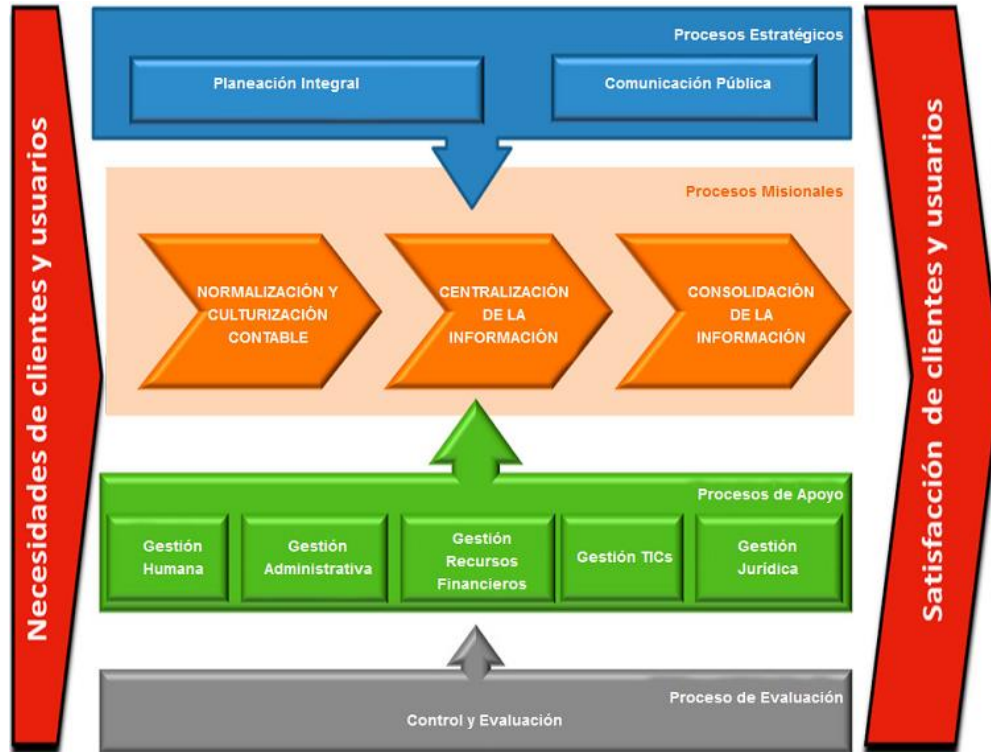 Necesidades de clientes y usuarios
Procesos Estratégicos
Planeación Integral
Comunicación Pública
Procesos Misionales
NORMALIZACIÓN Y
CULTURIZACIÓN
CONTABLE
CENTRALIZACIÓN
DE LA
INFORMACIÓN
CONSOLIDACIÓN
DE LA
INFORMACIÓN
Procesos de Apoyo
Gestión
Humana
Gestión
Administrativa
Gestión
Recursos
Financieros
Gestión TICs
Gestión
Jurídica
Proceso de Evaluación
Control y Evaluación
Satisfacción de clientes y usuarios